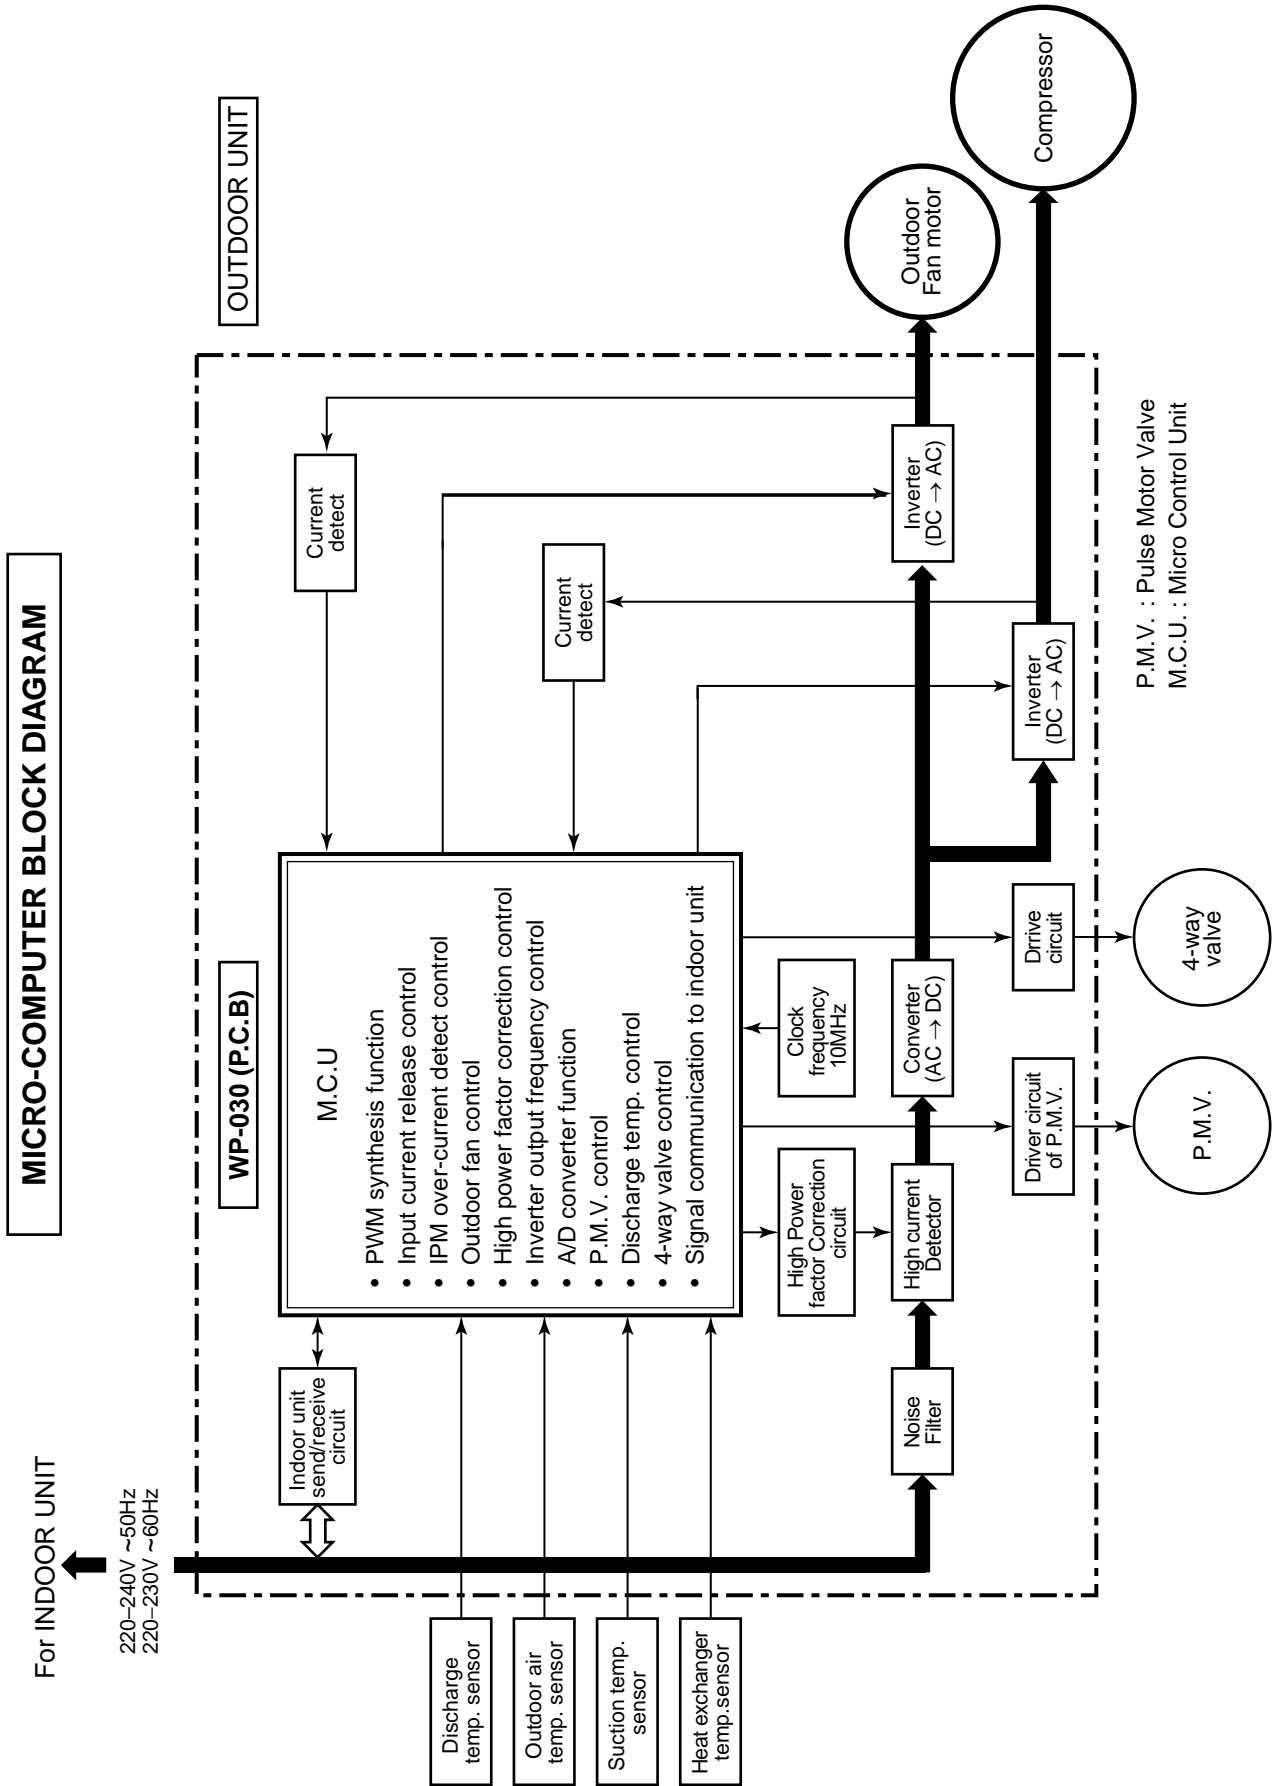 MICRO-COMPUTER BLOCK DIAGRAM
For INDOOR UNIT
220–240V ~50Hz
220–230V ~60Hz
WP-030 (P.C.B)
OUTDOOR UNIT
Indoor unit
send/receive
circuit
M.C.U
• PWM synthesis function
• Input current release control
• IPM over-current detect control
• Outdoor fan control
• High power factor correction control
• Inverter output frequency control
• A/D converter function
• P.M.V. control
• Discharge temp. control
• 4-way valve control
• Signal communication to indoor unit
Current
detect
Current
detect
Discharge
temp. sensor
Outdoor air
temp. sensor
Suction temp.
sensor
Heat exchanger
temp.sensor
High Power
factor Correction
circuit
Clock
frequency
10MHz
Noise
Filter
High current
Detector
Converter
(AC → DC)
Inverter
(DC → AC)
Outdoor
Fan motor
Driver circuit
of P.M.V.
Drrive
circuit
Inverter
(DC → AC)
Compressor
P.M.V.
4-way
valve
P.M.V. : Pulse Motor Valve
M.C.U. : Micro Control Unit